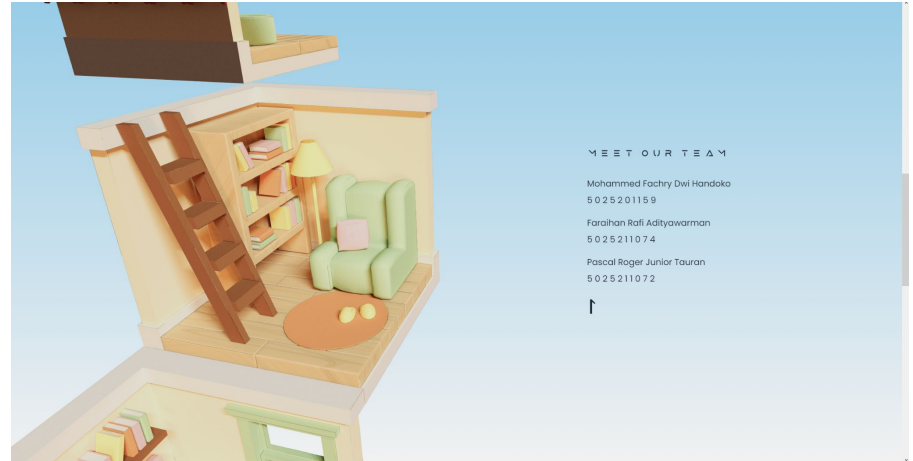 MEET OUR TEAM
Mohammed Fachry Dwi Handoko
5025201159
Faraihan Rafi Adityawarman
5025211074
Pascal Roger Junior Tauran
5025211072